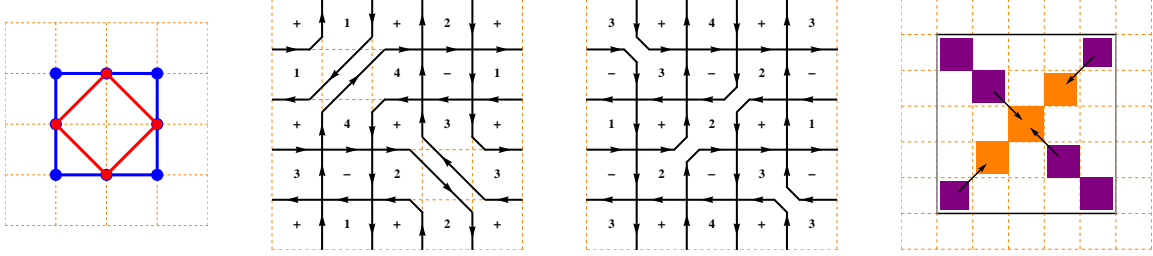 + 1 + 2 +
1 4 − 1
+ 4 + 3
3 − 2 3
+ 1 + 2 +
3 + 4 + 3
− 3 − 2 −
1 + 2 + 1
− 2 − 3 −
3 + 4 + 3